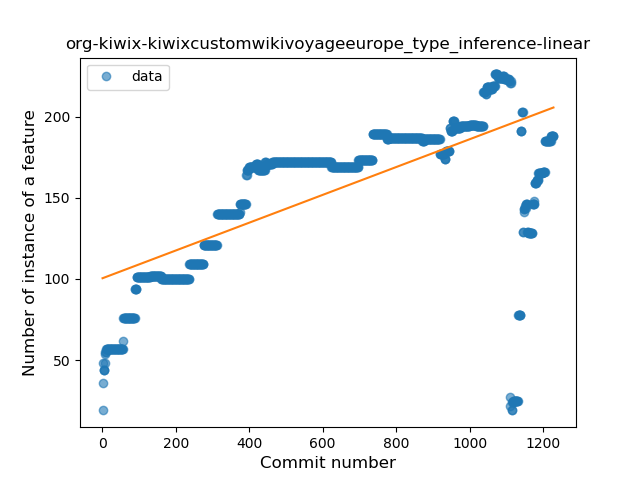 org-kiwix-kiwixcustomwikivoyageeurope_type_inference-linear
data
Number of instance of a feature
200
150
100
50
0
200
400
600
800
1000
1200
Commit number